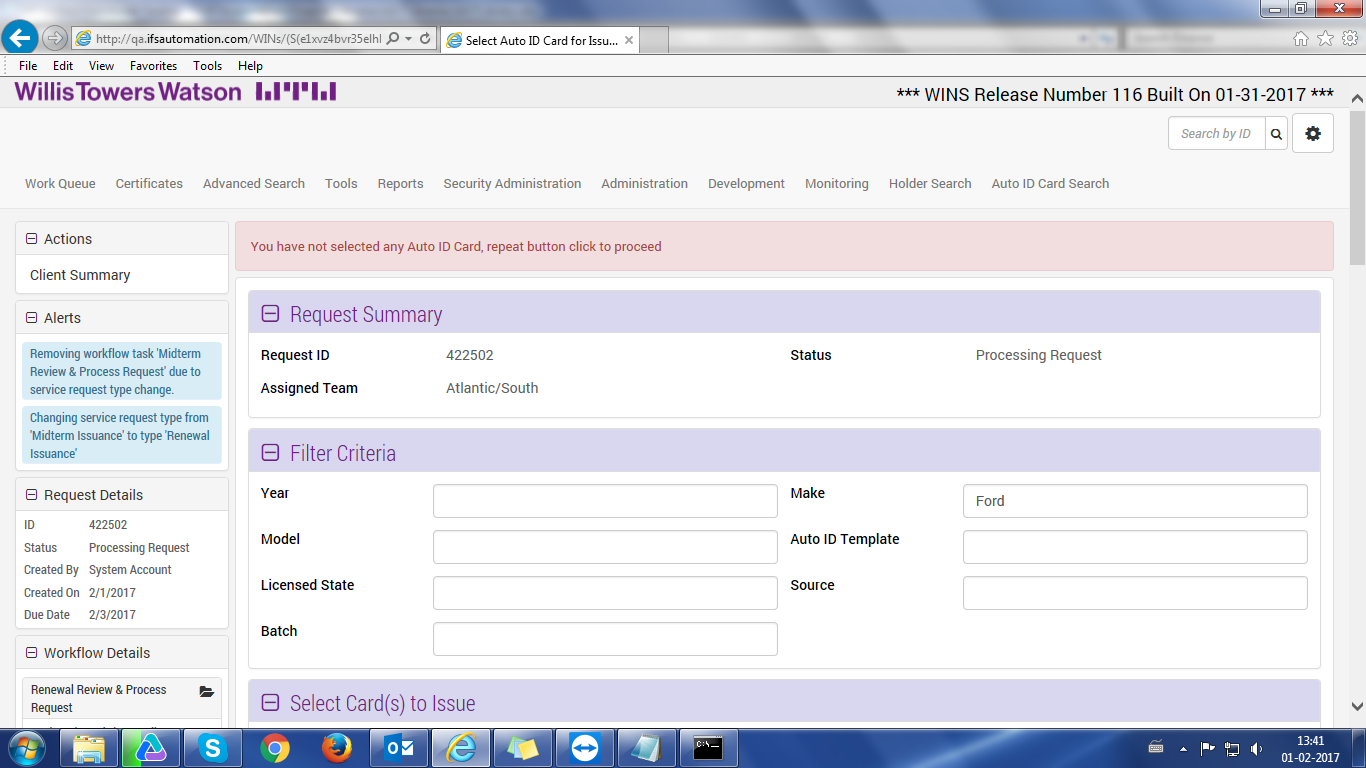 http://qa.ifsautomation.com/WINs/(S(e1xvz4bvr35elhl
Select Auto ID Card for Issu...
File Edit View Favorites Tools Help
Willis Towers Watson
*** WINS Release Number 116 Built On 01-31-2017 ***
Search by ID
Work Queue Certificates Advanced Search Tools Reports Security Administration Administration Development Monitoring Holder Search Auto ID Card Search
Actions
Client Summary
Alerts
Removing workflow task 'Midterm
Review & Process Request' due to
service request type change.
Changing service request type from
'Midterm Issuance' to type 'Renewal
Issuance'
Request Details
ID 422502
Status Processing Request
Created By System Account
Created On 2/1/2017
Due Date 2/3/2017
Workflow Details
Renewal Review & Process
Request
You have not selected any Auto ID Card, repeat button click to proceed
Request Summary
Request ID 422502 Status Processing Request
Assigned Team Atlantic/South
Filter Criteria
Year Make Ford
Model Auto ID Template
Licensed State Source
Batch
Select Card(s) to Issue
13:41
01-02-2017